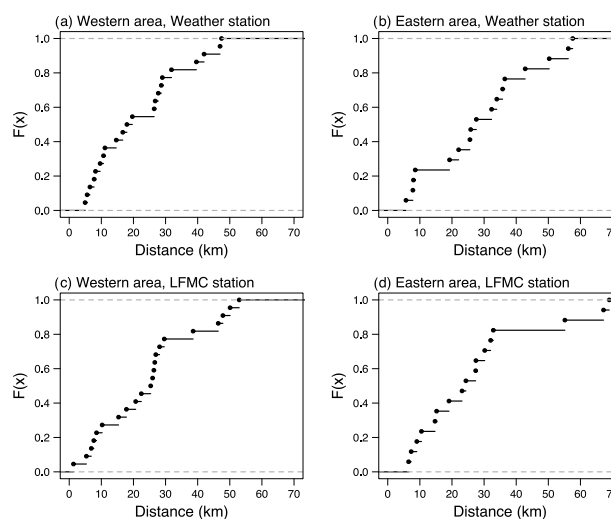 (a) Western area, Weather station
F(x)
1.0
0.8
0.6
0.4
0.2
0.0
0 10 20 30 40 50 60 70
Distance (km)
(b) Eastern area, Weather station
F(x)
1.0
0.8
0.6
0.4
0.2
0.0
0 10 20 30 40 50 60 70
Distance (km)
(c) Western area, LFMC station
F(x)
1.0
0.8
0.6
0.4
0.2
0.0
0 10 20 30 40 50 60 70
Distance (km)
(d) Eastern area, LFMC station
F(x)
1.0
0.8
0.6
0.4
0.2
0.0
0 10 20 30 40 50 60 70
Distance (km)